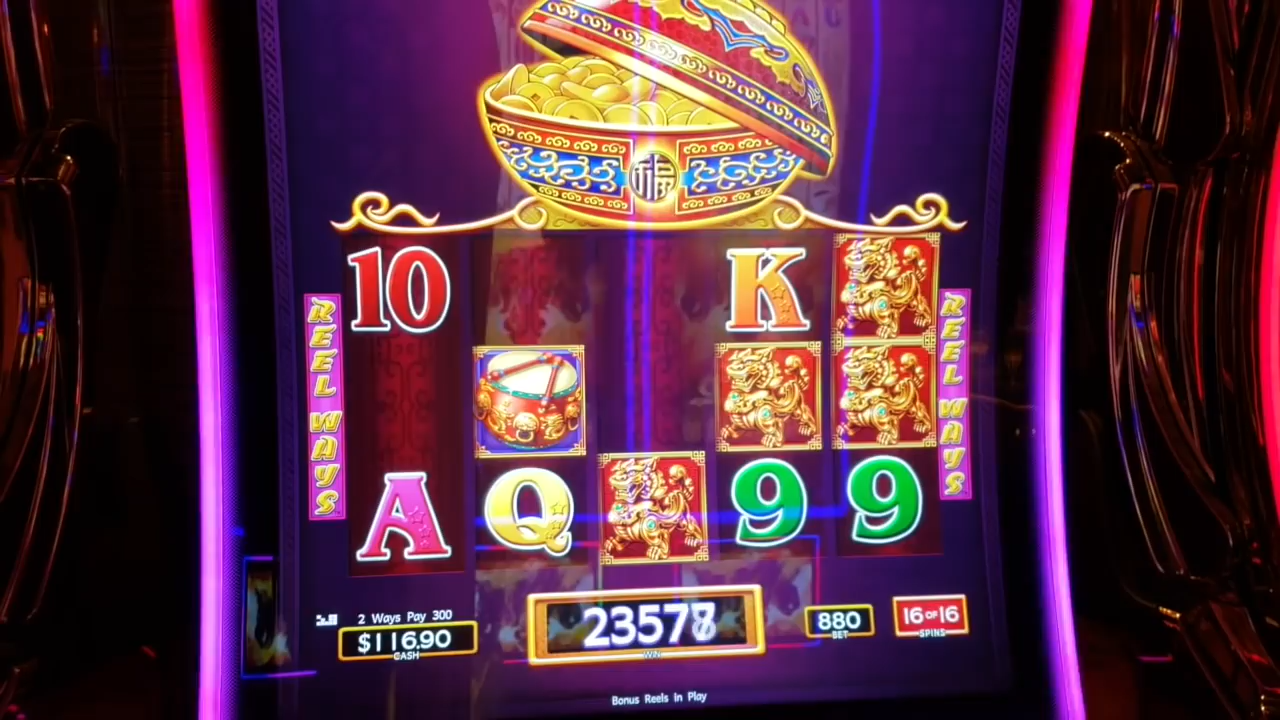 福
10
K
REEL WAYS
REEL WAYS
A
Q
9
9
2 Ways Pay 300
$116.90
CASH
WIN
880
BET
16 OF 16
SPINS
Bonus Reels In Play